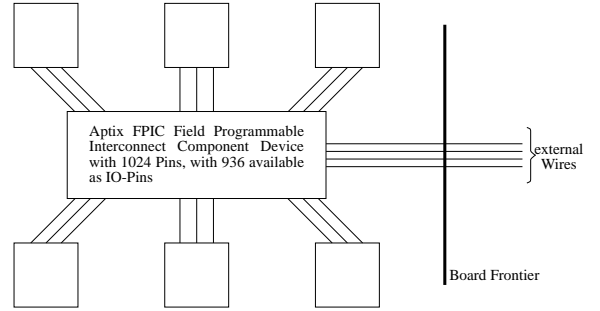 Aptix FPIC Field Programmable
Interconnect Component Device
with 1024 Pins, with 936 available
as IO-Pins
external
Wires
Board Frontier